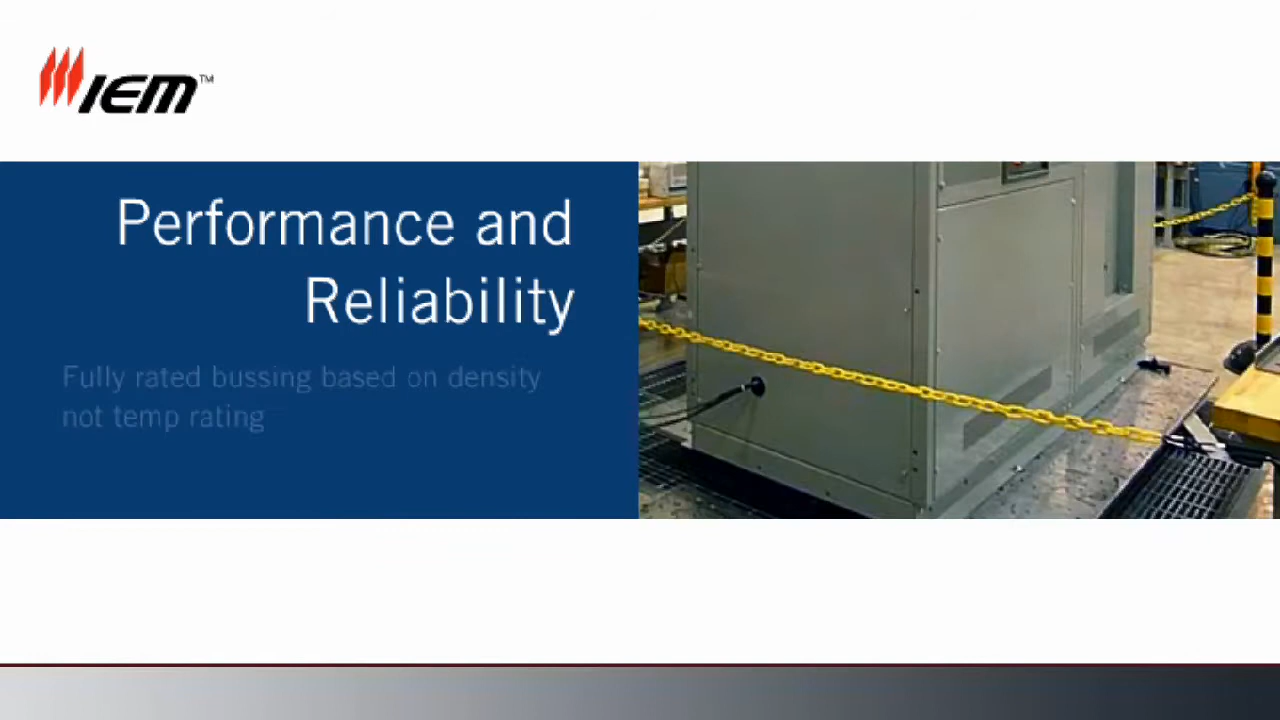 IEM™
Performance and
Reliability
Fully rated bussing based on density
not temp rating